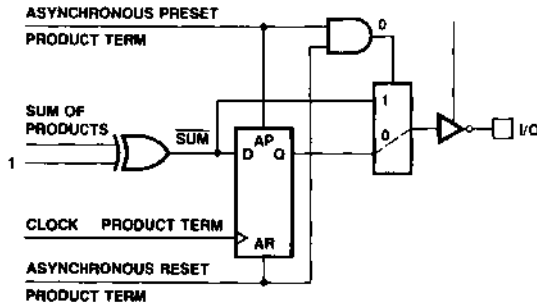 ASYNCHRONOUS PRESET
PRODUCT TERM
0
SUM OF
PRODUCTS
1
SUM
1
0
AP
D Q
I/O
CLOCK PRODUCT TERM
AR
ASYNCHRONOUS RESET
PRODUCT TERM